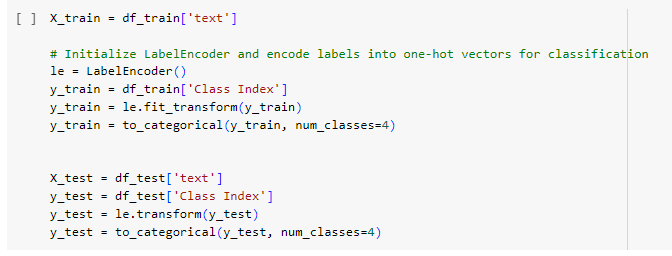 [ ] X_train = df_train['text']
# Initialize LabelEncoder and encode labels into one-hot vectors for classification
le = LabelEncoder()
y_train = df_train['Class Index']
y_train = le.fit_transform(y_train)
y_train = to_categorical(y_train, num_classes=4)
X_test = df_test['text']
y_test = df_test['Class Index']
y_test = le.transform(y_test)
y_test = to_categorical(y_test, num_classes=4)